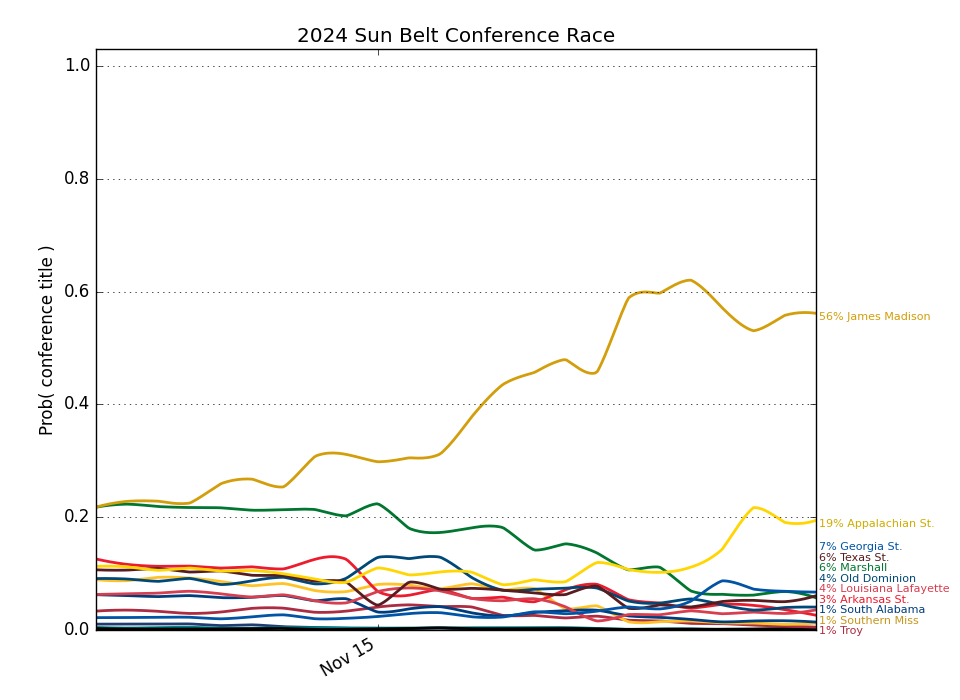 2024 Sun Belt Conference Race
1.0
0.8
0.6
0.4
0.2
0.0
Prob( conference title )
Nov 15
56% James Madison
19% Appalachian St.
7% Georgia St.
6% Texas St.
6% Marshall
4% Old Dominion
4% Louisiana Lafayette
3% Arkansas St.
1% South Alabama
1% Southern Miss
1% Troy